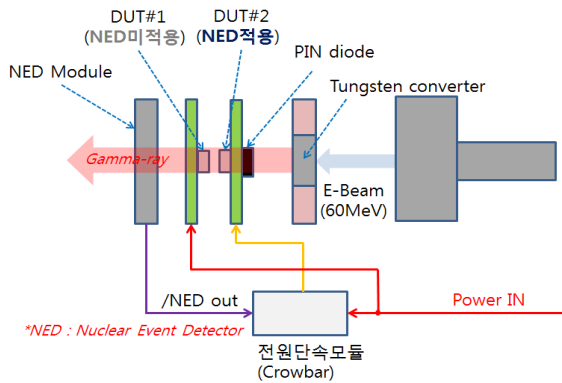 DUT#1
(NED미적용)
DUT#2
(NED적용)
PIN diode
NED Module
Tungsten converter
Gamma-ray
E-Beam
(60MeV)
/NED out
Power IN
*NED : Nuclear Event Detector
전원단속모듈
(Crowbar)